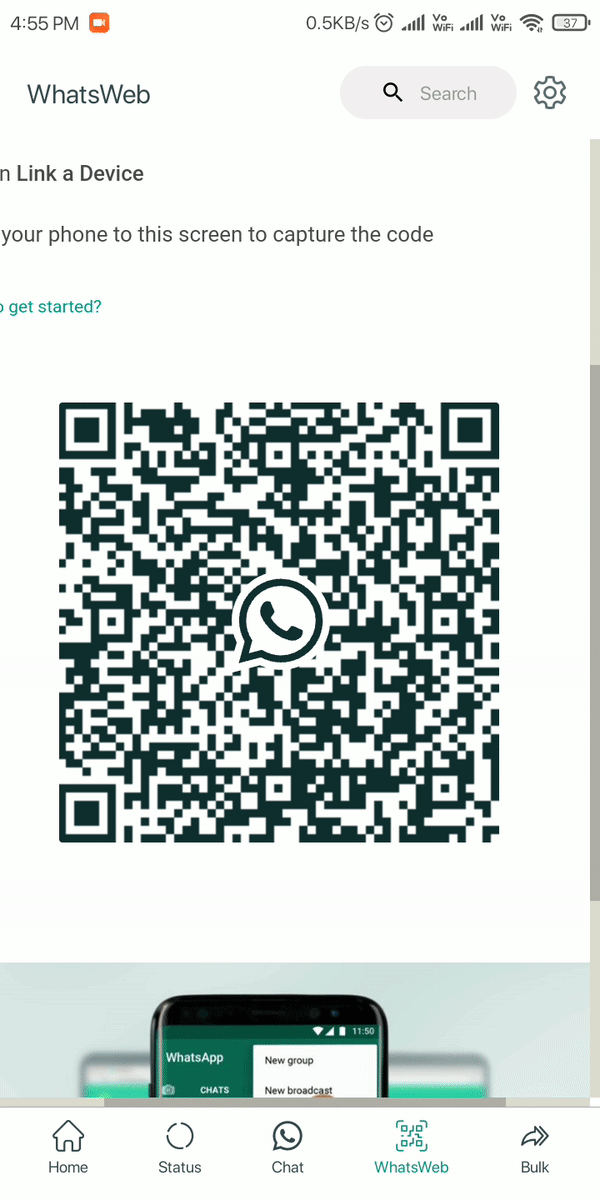 4:55 PM
0.5KB/s
Vo
WiFi
Vo
WiFi
37
WhatsWeb
Search
n Link a Device
your phone to this screen to capture the code
o get started?
11:50
WhatsApp
New group
CHATS
New broadcast
Home
Status
Chat
WhatsWeb
Bulk